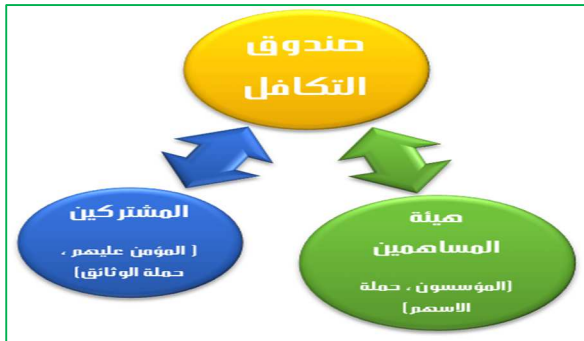 صندوق
التكافل
المشتركين
( المؤمن عليهم ،
حملة الوثائق)
هيئة
المساهمين
(المؤسسون ، حملة
الاسهم)